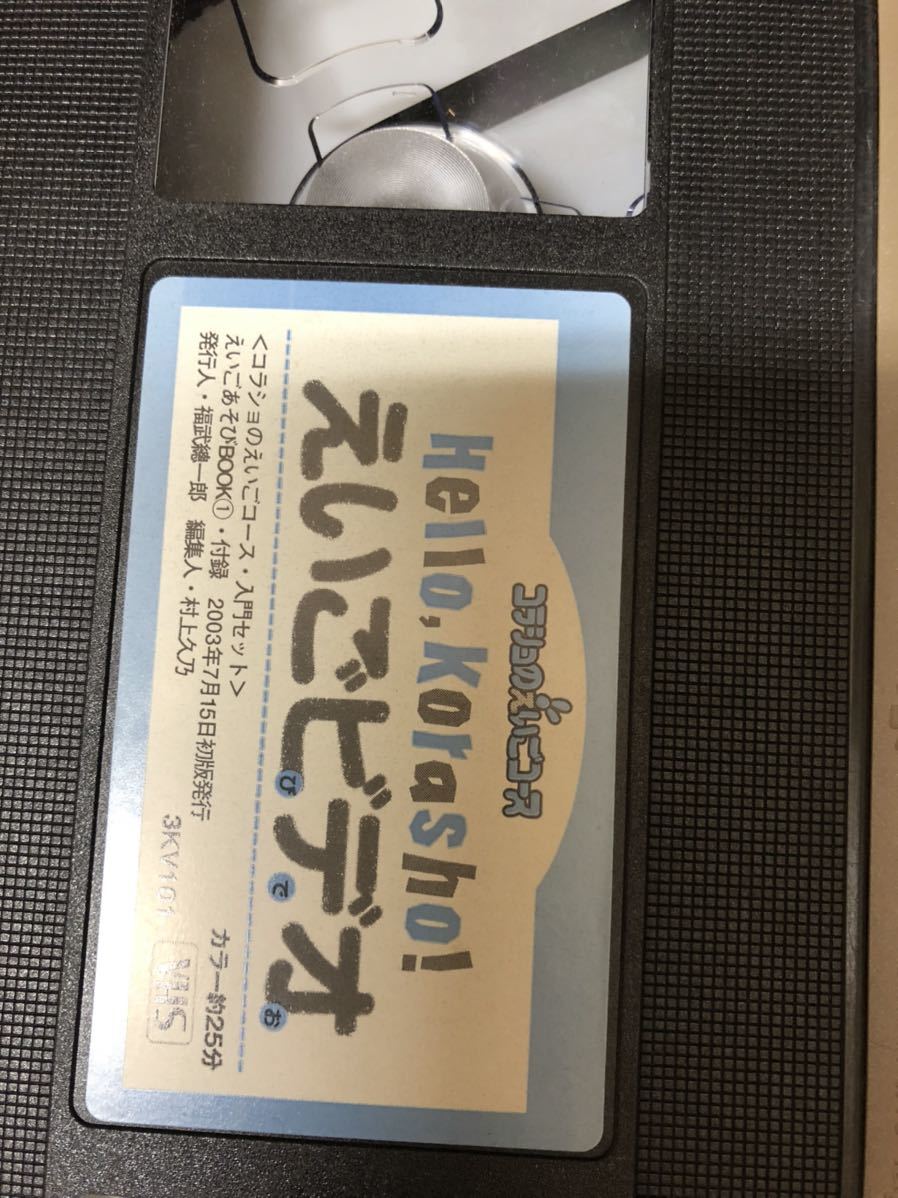 コラショのえいごコース
Hello, Korasho!
えいごビデオ
びでお
<コラショのえいごコース・入門セット>
えいごあそびBOOK①・付録 2003年7月15日初版発行
発行人・福武總一郎 編集人・村上久乃
カラー約25分
3KV101
VHS